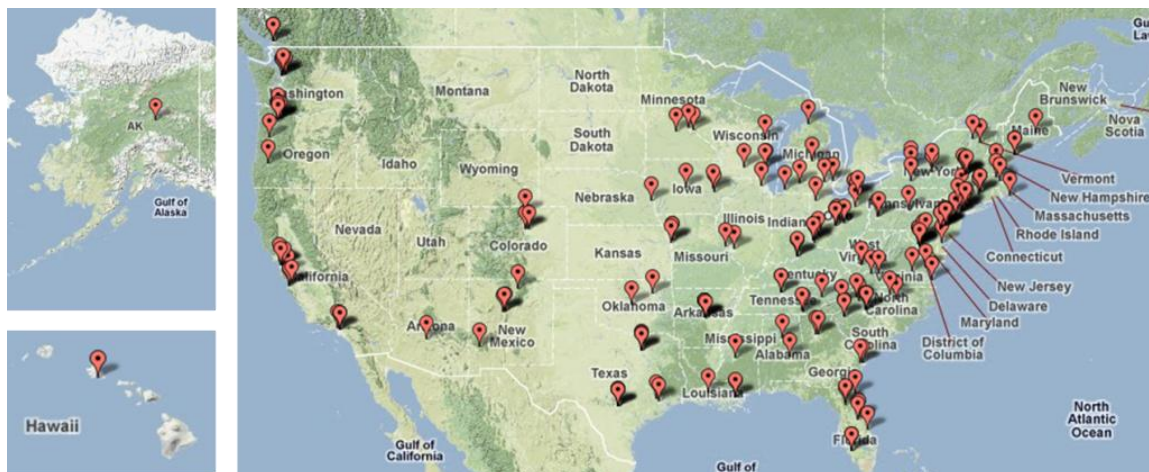 AK
Gulf of
Alaska
Hawaii
Washington
Montana
North
Dakota
Minnesota
Oregon
Idaho
South
Dakota
Wisconsin
Michigan
Wyoming
Nebraska
Iowa
Nevada
Utah
Colorado
Kansas
Missouri
Illinois
Indiana
California
Arizona
New
Mexico
Oklahoma
Arkansas
Texas
Louisiana
Mississippi
Alabama
Tennessee
Kentucky
West
Virginia
Virginia
North
Carolina
South
Carolina
Georgia
Florida
Pennsylvania
New York
Maine
New
Brunswick
Nova
Scotia
Vermont
New Hampshire
Massachusetts
Rhode Island
Connecticut
New Jersey
Delaware
Maryland
District of
Columbia
North
Atlantic
Ocean
Gulf of
California
Gulf of